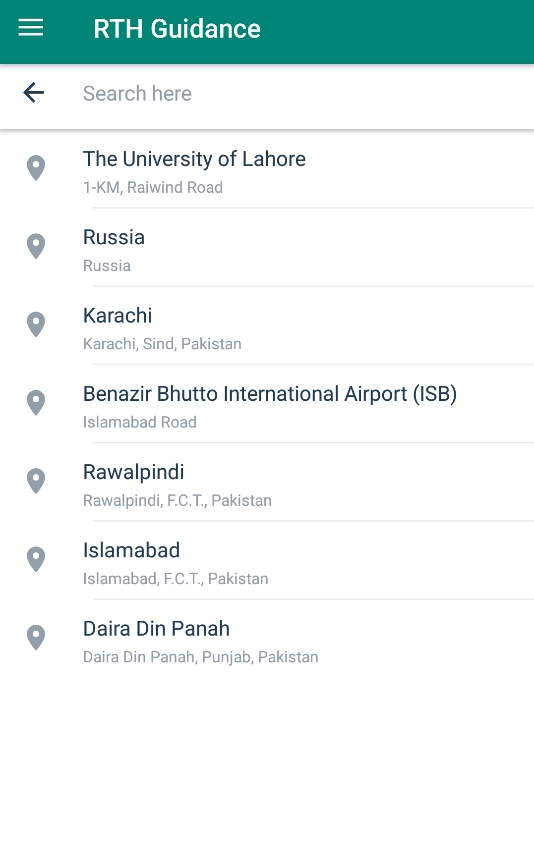 RTH Guidance
Search here
The University of Lahore
1-KM, Raiwind Road
Russia
Russia
Karachi
Karachi, Sind, Pakistan
Benazir Bhutto International Airport (ISB)
Islamabad Road
Rawalpindi
Rawalpindi, F.C.T., Pakistan
Islamabad
Islamabad, F.C.T., Pakistan
Daira Din Panah
Daira Din Panah, Punjab, Pakistan